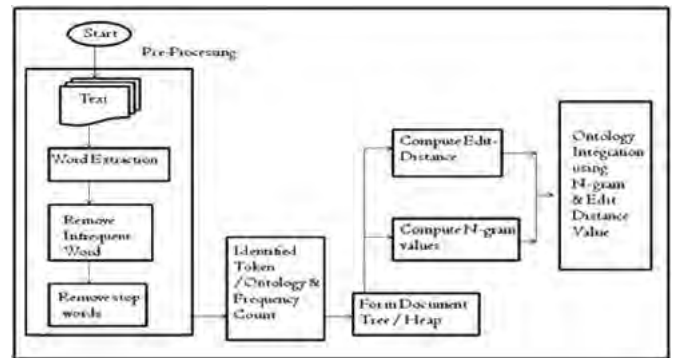 Start
Pre-Processing
Text
Word Extraction
Remove
Infrequent
Word
Remove stop
words
Identified
Token
/Ontology &
Frequency
Count
Form Document
Tree / Heap
Compute Edit-
Distance
Compute N-gram
values
Ontology
Integration
using
N-gram
& Edit
Distance
Value